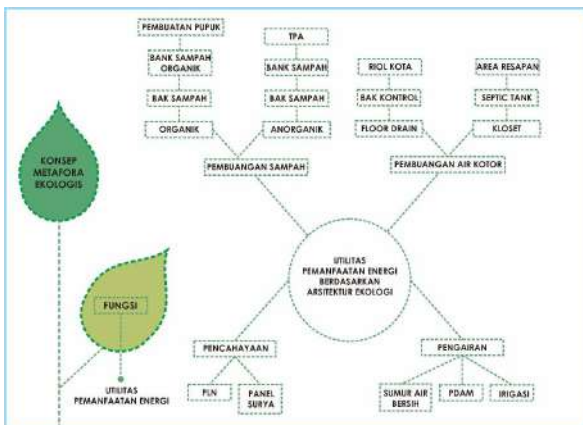 PEMBUATAN PUPUK
TPA
BANK SAMPAH
ORGANIK
BANK SAMPAH
RIOL KOTA
AREA RESAPAN
BAK SAMPAH
BAK SAMPAH
BAK KONTROL
SEPTIC TANK
ORGANIK
ANORGANIK
FLOOR DRAIN
KLOSET
KONSEP
METAFORA
EKOLOGIS
PEMBUANGAN SAMPAH
PEMBUANGAN AIR KOTOR
UTILITAS
PEMANFAATAN ENERGI
BERDASARKAN
ARSITEKTUR EKOLOGI
FUNGSI
UTILITAS
PEMANFAATAN ENERGI
PENCAHAYAAN
PENGAIRAN
PLN
PANEL
SURYA
SUMUR AIR
BERSIH
PDAM
IRIGASI